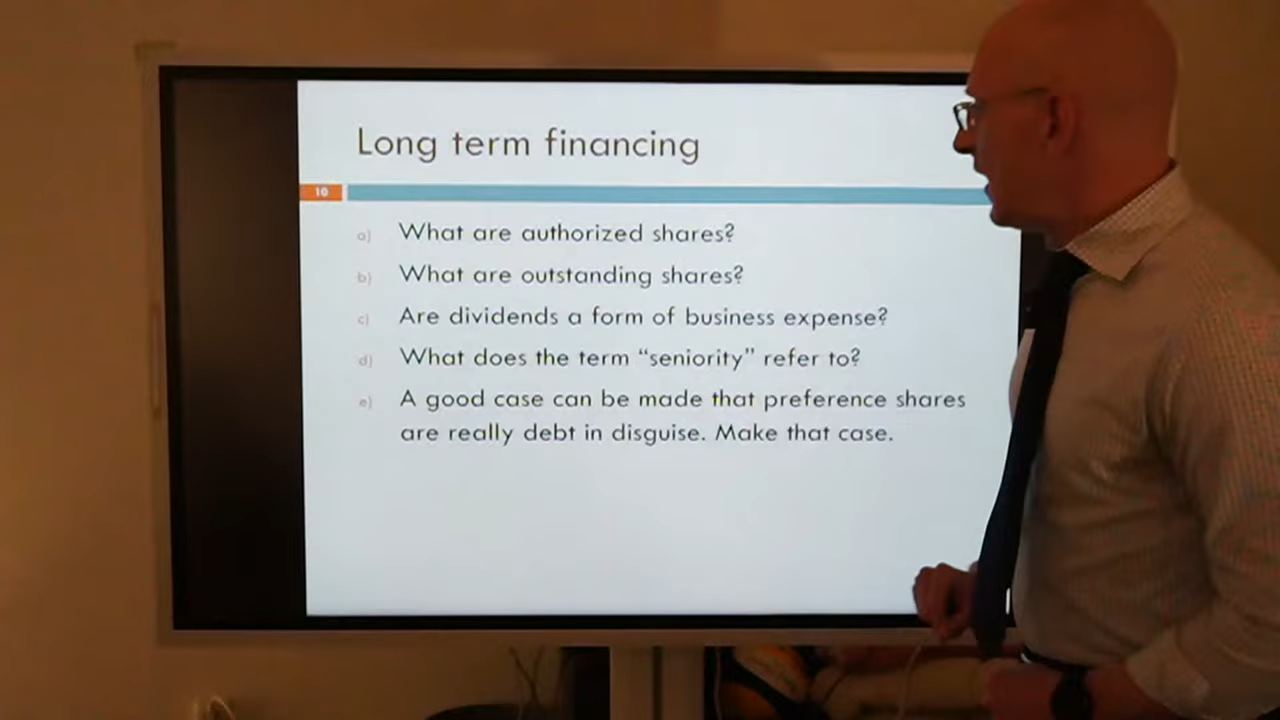 Long term financing
10
a) What are authorized shares?
b) What are outstanding shares?
c) Are dividends a form of business expense?
d) What does the term “seniority” refer to?
e) A good case can be made that preference shares
are really debt in disguise. Make that case.